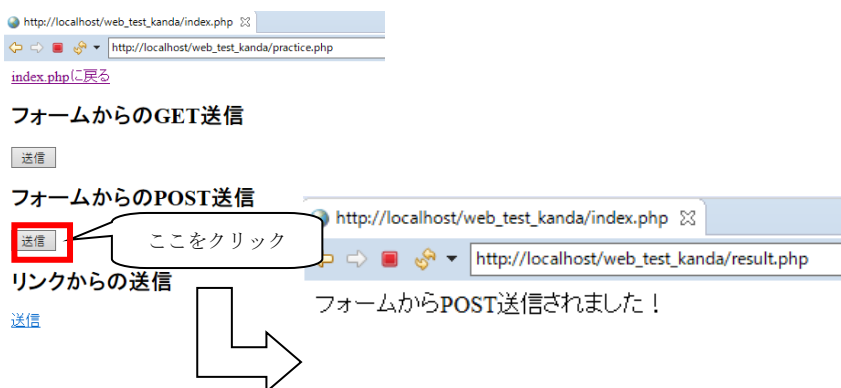 http://localhost/web_test_kanda/index.php
http://localhost/web_test_kanda/practice.php
index.phpに戻る
フォームからのGET送信
送信
フォームからのPOST送信
送信
ここをクリック
リンクからの送信
送信
http://localhost/web_test_kanda/index.php
http://localhost/web_test_kanda/result.php
フォームからPOST送信されました！